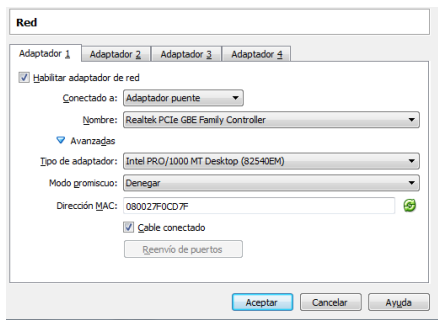 Red
Adaptador 1 Adaptador 2 Adaptador 3 Adaptador 4
Habilitar adaptador de red
Conectado a: Adaptador puente
Nombre: Realtek PCIe GBE Family Controller
Avanzadas
Tipo de adaptador: Intel PRO/1000 MT Desktop (82540EM)
Modo promiscuo: Denegar
Dirección MAC: 080027F0CD7F
Cable conectado
Reenvío de puertos
Aceptar Cancelar Ayuda